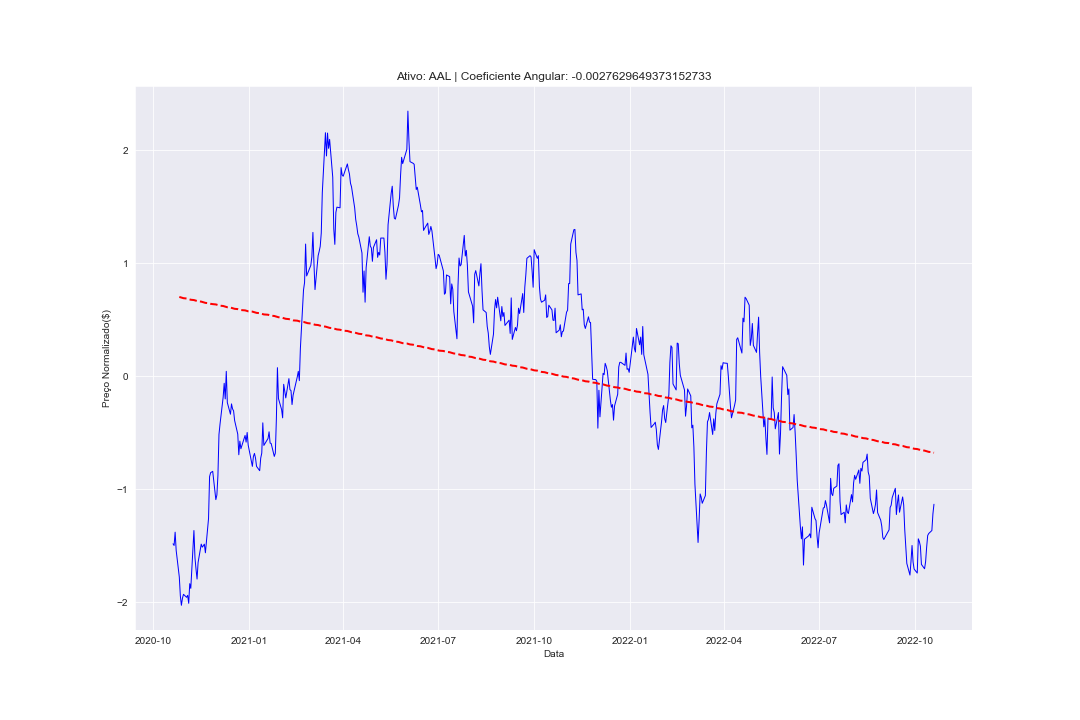 Ativo: AAL | Coeficiente Angular: -0.0027629649373152733
Preço Normalizado($)
2
1
0
−1
−2
2020-10 2021-01 2021-04 2021-07 2021-10 2022-01 2022-04 2022-07 2022-10
Data